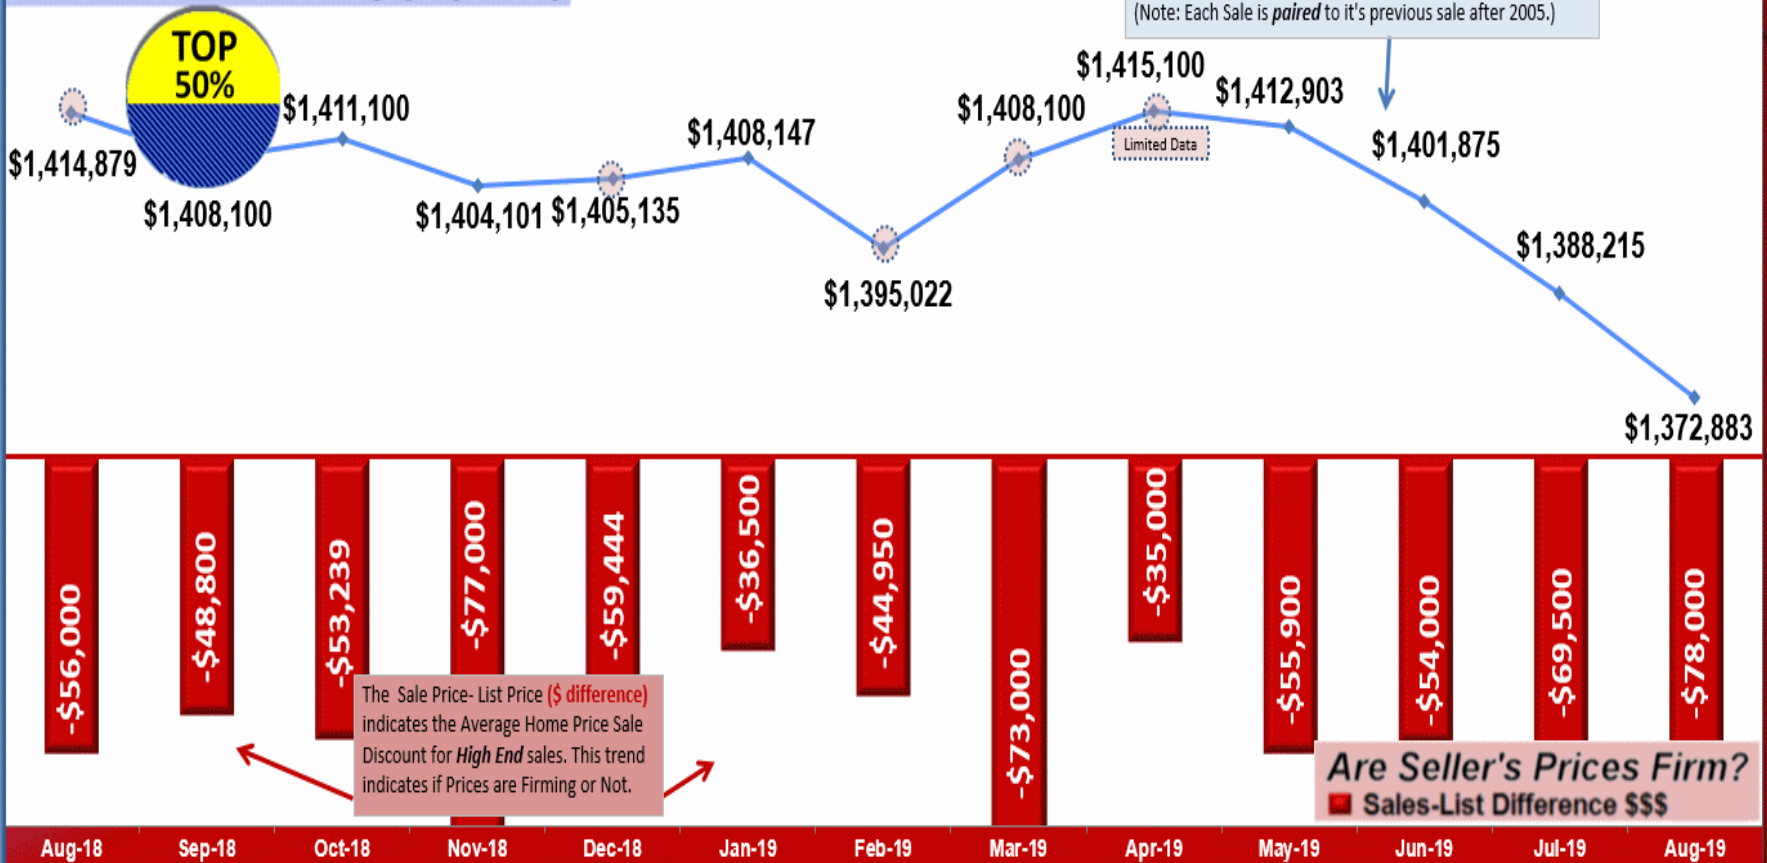 (Note: Each Sale is paired to it's previous sale after 2005.)
TOP
50%
$1,414,879
$1,408,100
$1,411,100
$1,404,101
$1,405,135
$1,408,147
$1,395,022
$1,408,100
$1,415,100
Limited Data
$1,412,903
$1,401,875
$1,388,215
$1,372,883
-$56,000
-$48,800
-$53,239
-$77,000
-$59,444
-$36,500
-$44,950
-$73,000
-$35,000
-$55,900
-$54,000
-$69,500
-$78,000
The Sale Price- List Price ($ difference)
indicates the Average Home Price Sale
Discount for High End sales. This trend
indicates if Prices are Firming or Not.
Are Seller's Prices Firm?
Sales-List Difference $$$
Aug-18 Sep-18 Oct-18 Nov-18 Dec-18 Jan-19 Feb-19 Mar-19 Apr-19 May-19 Jun-19 Jul-19 Aug-19